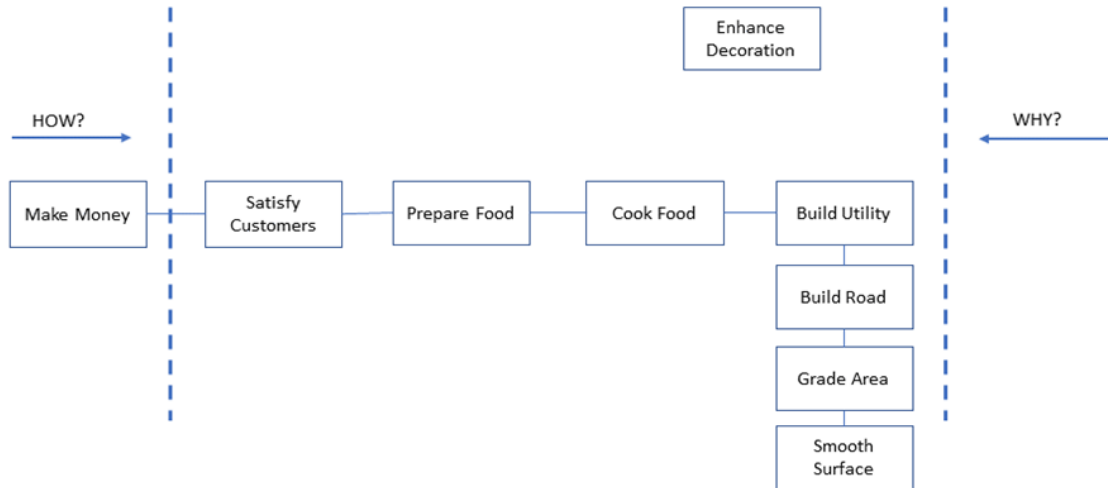 Enhance
Decoration
HOW?
WHY?
Make Money
Satisfy
Customers
Prepare Food
Cook Food
Build Utility
Build Road
Grade Area
Smooth
Surface